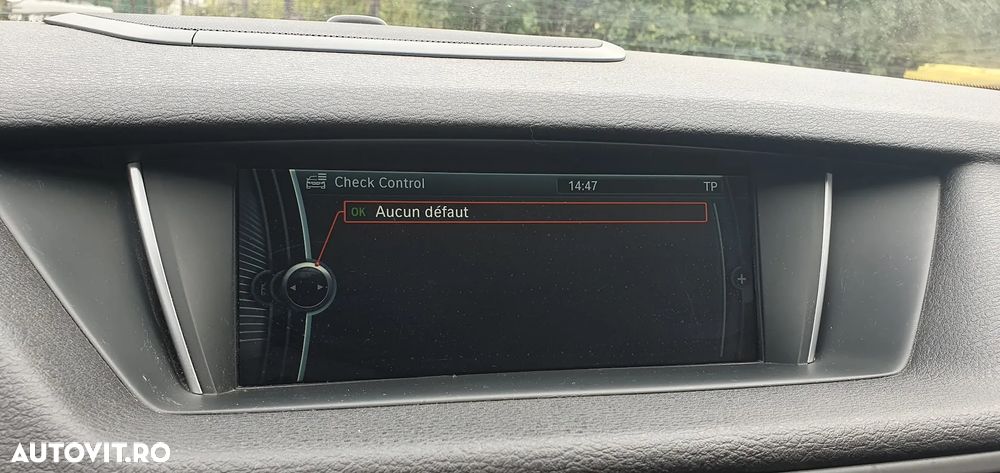 Check Control 14:47 TP
OK Aucun défaut
+
AUTOVIT.RO